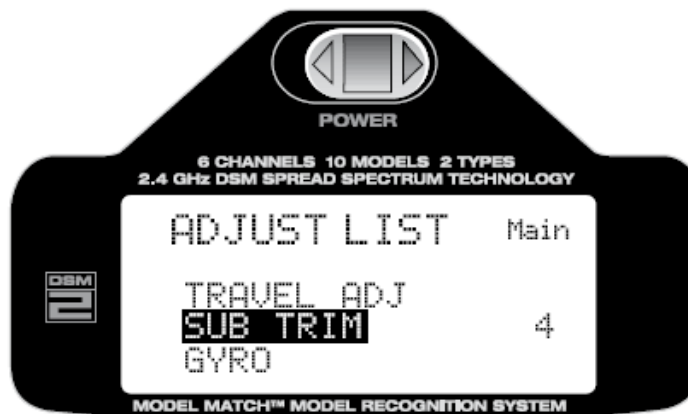 POWER
6 CHANNELS 10 MODELS 2 TYPES
2.4 GHz DSM SPREAD SPECTRUM TECHNOLOGY
ADJUST LIST Main
DSM
2
TRAVEL ADJ
SUB TRIM 4
GYRO
MODEL MATCH™ MODEL RECOGNITION SYSTEM